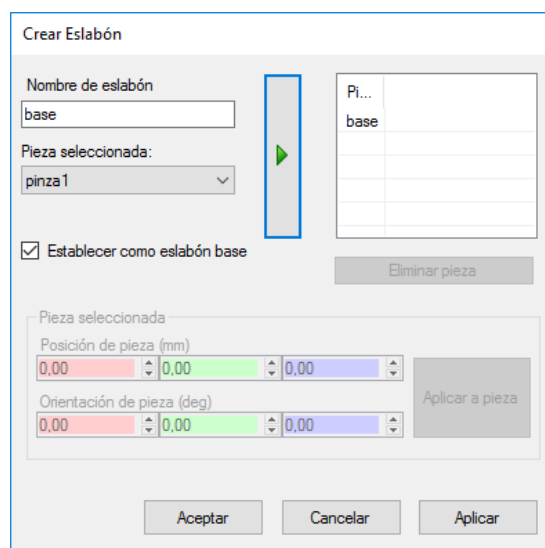 Crear Eslabón
Nombre de eslabón
base
Pieza seleccionada:
pinza1
Establecer como eslabón base
Pi...
base
Eliminar pieza
Pieza seleccionada
Posición de pieza (mm)
0,00 0,00 0,00
Orientación de pieza (deg)
0,00 0,00 0,00
Aplicar a pieza
Aceptar Cancelar Aplicar